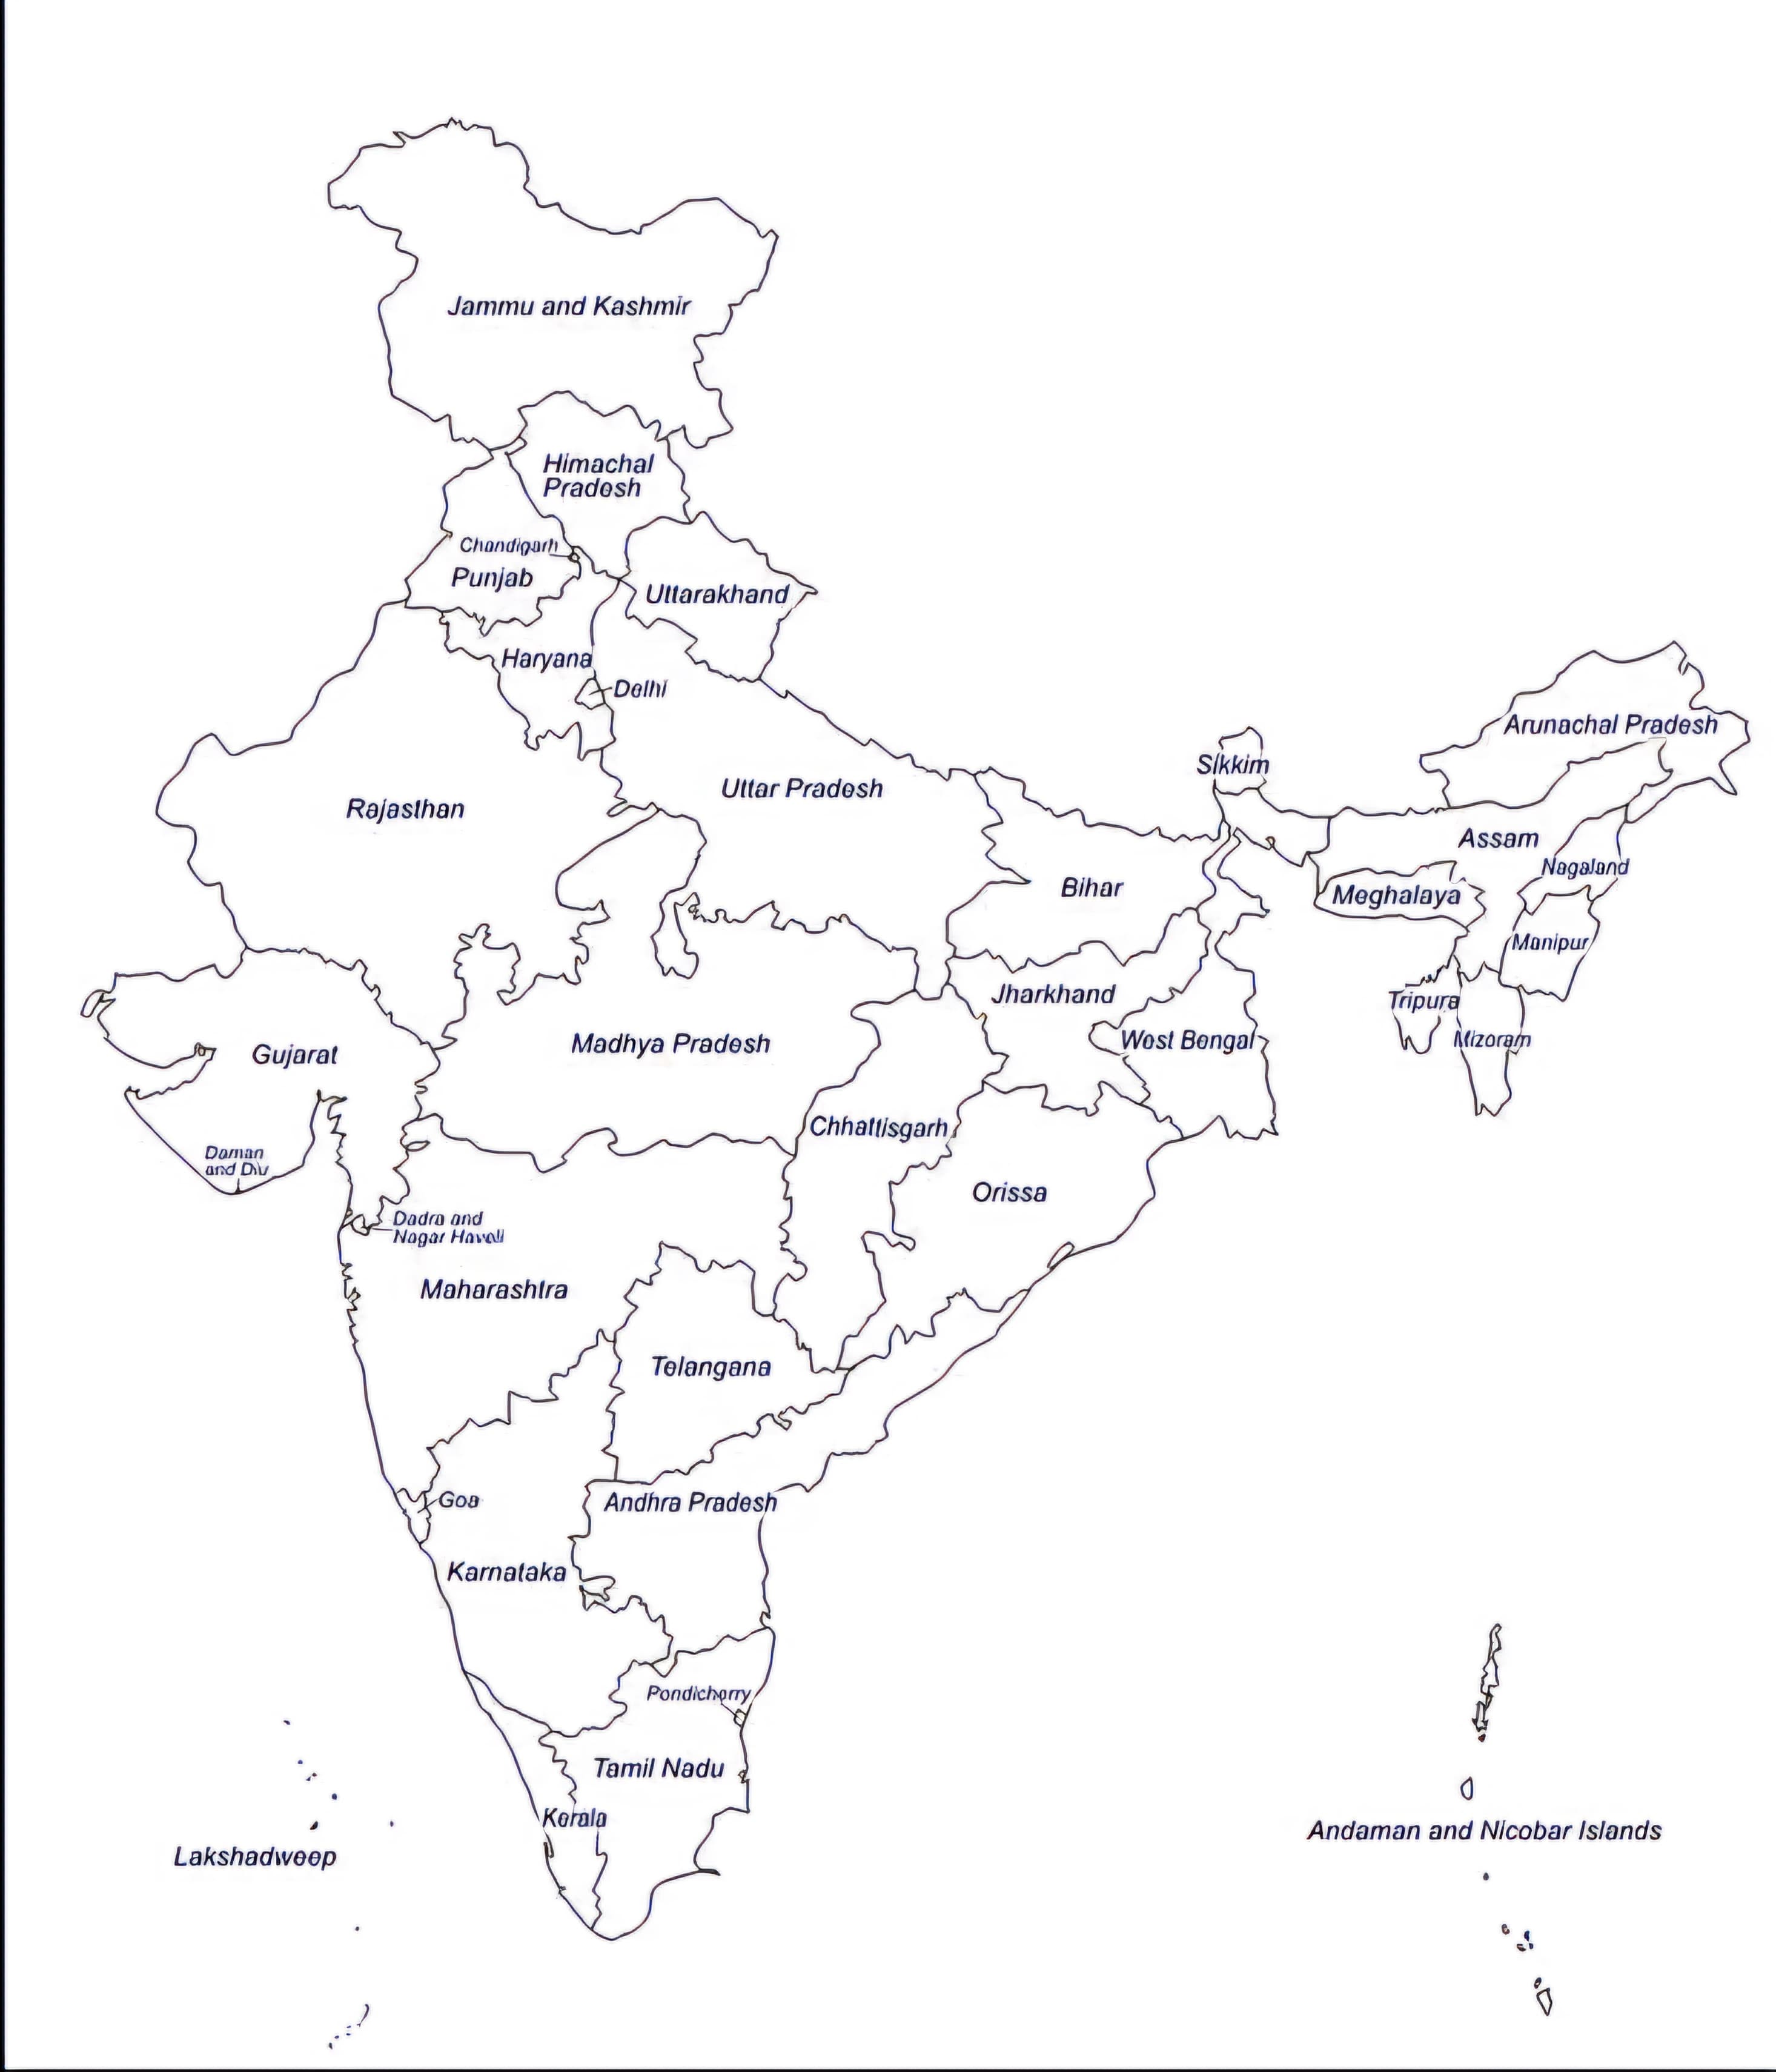 Jammu and Kashmir
Himachal
Pradesh
Chandigarh
Punjab
Uttarakhand
Haryana
Delhi
Arunachal Pradesh
Sikkim
Uttar Pradesh
Rajasthan
Assam
Nagaland
Bihar
Meghalaya
Manipur
Jharkhand
Tripura
West Bengal
Mizoram
Madhya Pradesh
Gujarat
Chhattisgarh
Daman
and Diu
Orissa
Dadra and
Nagar Haveli
Maharashtra
Telangana
Goa
Andhra Pradesh
Karnataka
Pondicherry
Tamil Nadu
Kerala
Andaman and Nicobar Islands
Lakshadweep